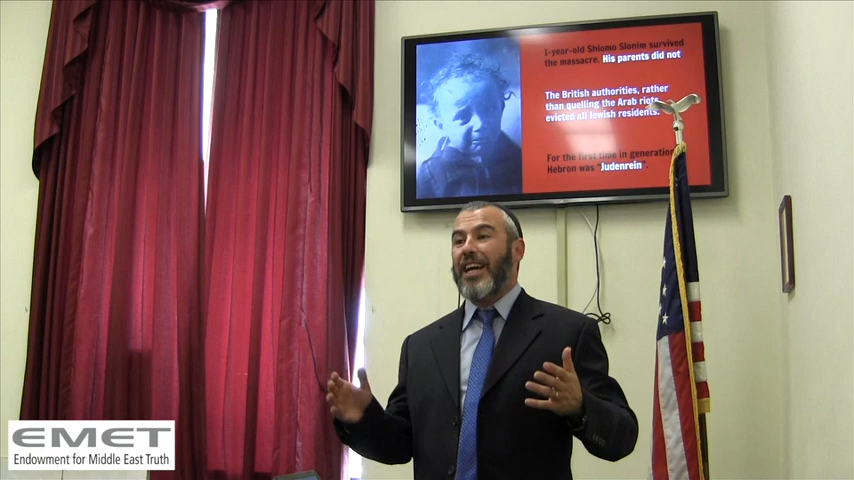 1-year-old Shlomo Slonim survived
the massacre. His parents did not
The British authorities, rather
than quelling the Arab riots,
evicted all Jewish residents.
For the first time in generations
Hebron was "Judenrein".
EMET
Endowment for Middle East Truth